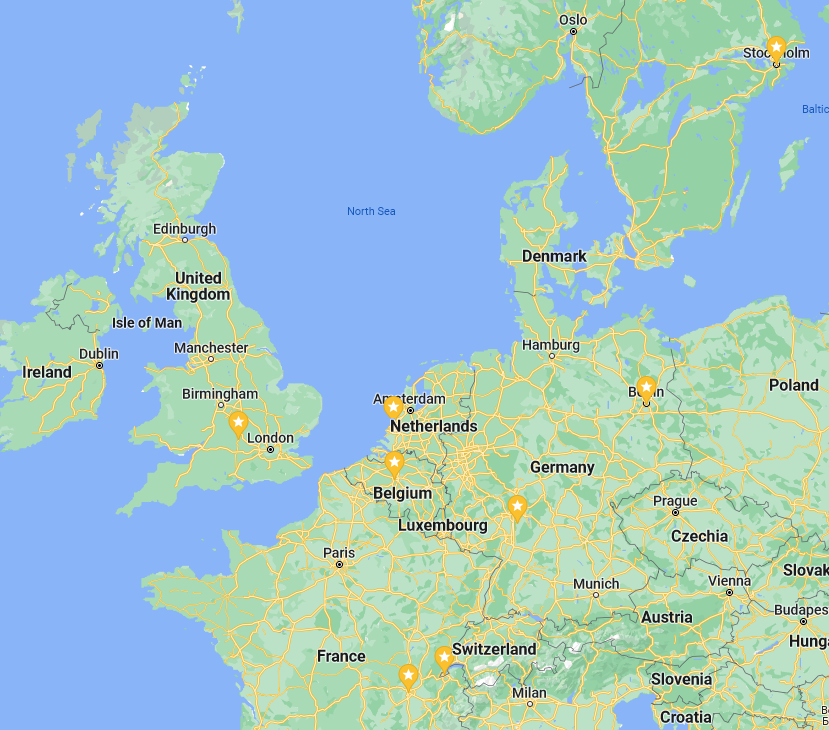 Oslo
Stockholm
Baltic
North Sea
Edinburgh
Denmark
United
Kingdom
Isle of Man
Hamburg
Dublin
Manchester
Ireland
Birmingham
Amsterdam
Berlin
Poland
Netherlands
London
Germany
Belgium
Prague
Luxembourg
Czechia
Paris
Slovak
Munich
Vienna
Budapes
Austria
Hunga
France
Switzerland
Slovenia
Milan
Croatia